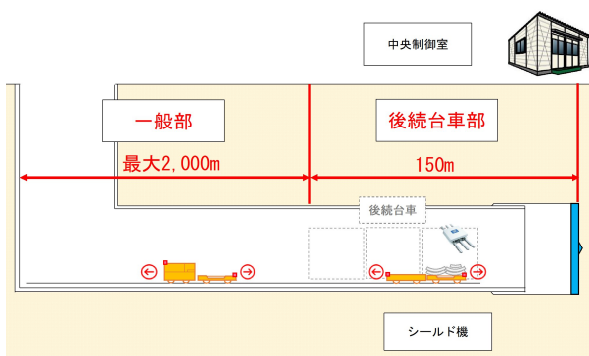 中央制御室
一般部
後続台車部
最大2,000m
150m
後続台車
シールド機